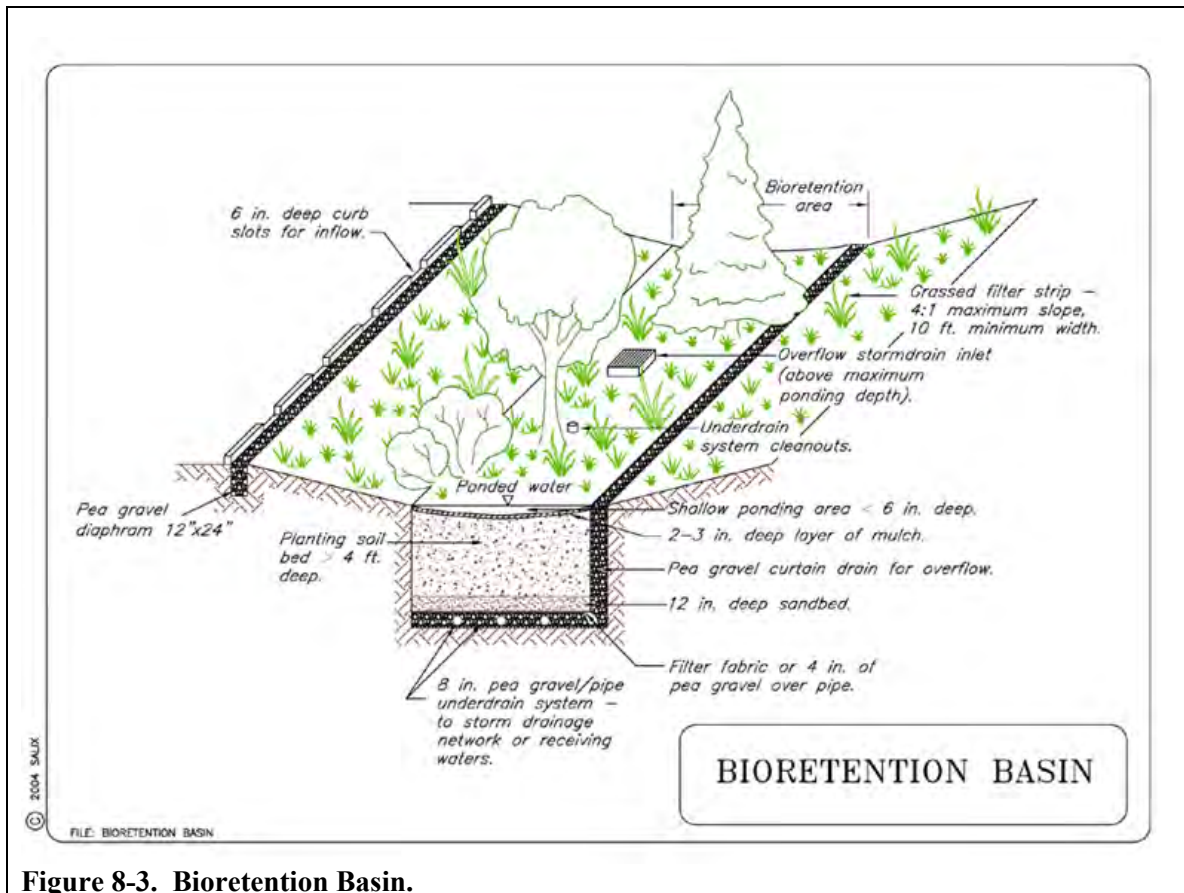 6 in. deep curb
slots for inflow.
Bioretention
area
Grassed filter strip –
4:1 maximum slope,
10 ft. minimum width.
Overflow stormdrain inlet
(above maximum
ponding depth).
Underdrain
system cleanouts.
Ponded water
Pea gravel
diaphram 12"x24"
Shallow ponding area < 6 in. deep.
2–3 in. deep layer of mulch.
Planting soil
bed > 4 ft.
deep.
Pea gravel curtain drain for overflow.
12 in. deep sandbed.
Filter fabric or 4 in. of
pea gravel over pipe.
8 in. pea gravel/pipe
underdrain system –
to storm drainage
network or receiving
waters.
BIORETENTION BASIN
© 2004 SALIX
FILE: BIORETENTION BASIN
Figure 8-3. Bioretention Basin.